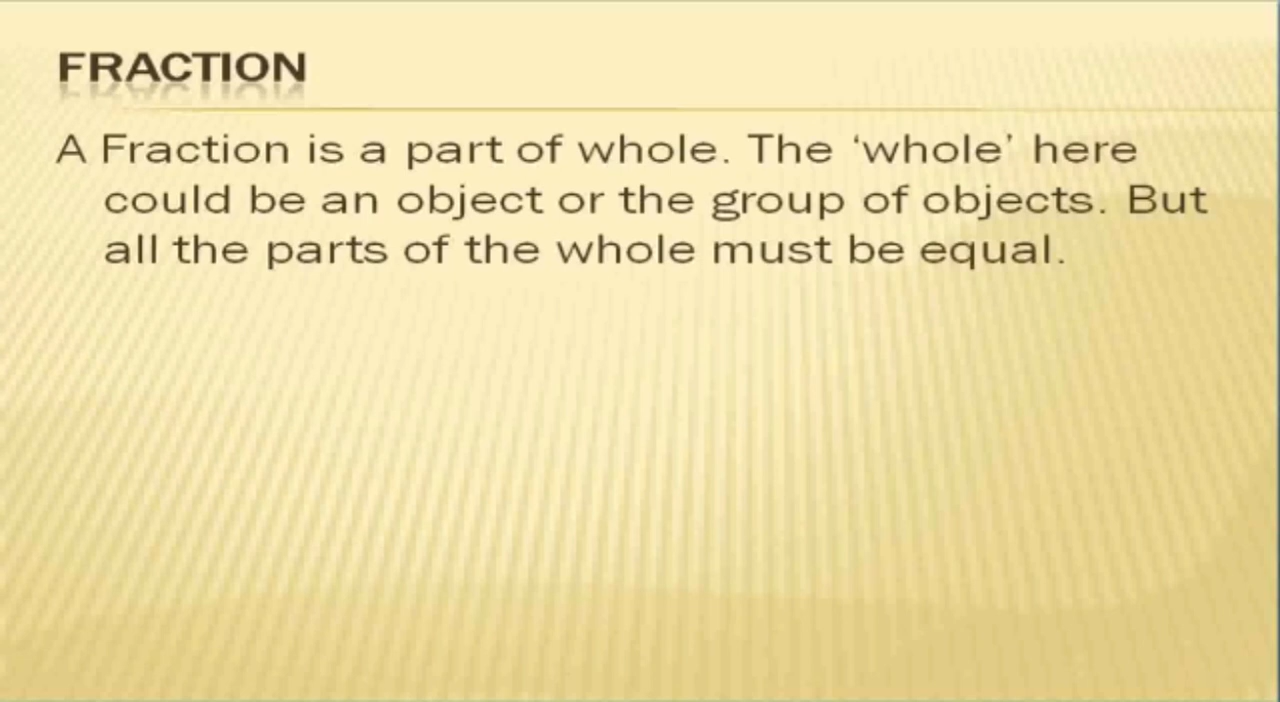 FRACTION
A Fraction is a part of whole. The ‘whole’ here
could be an object or the group of objects. But
all the parts of the whole must be equal.